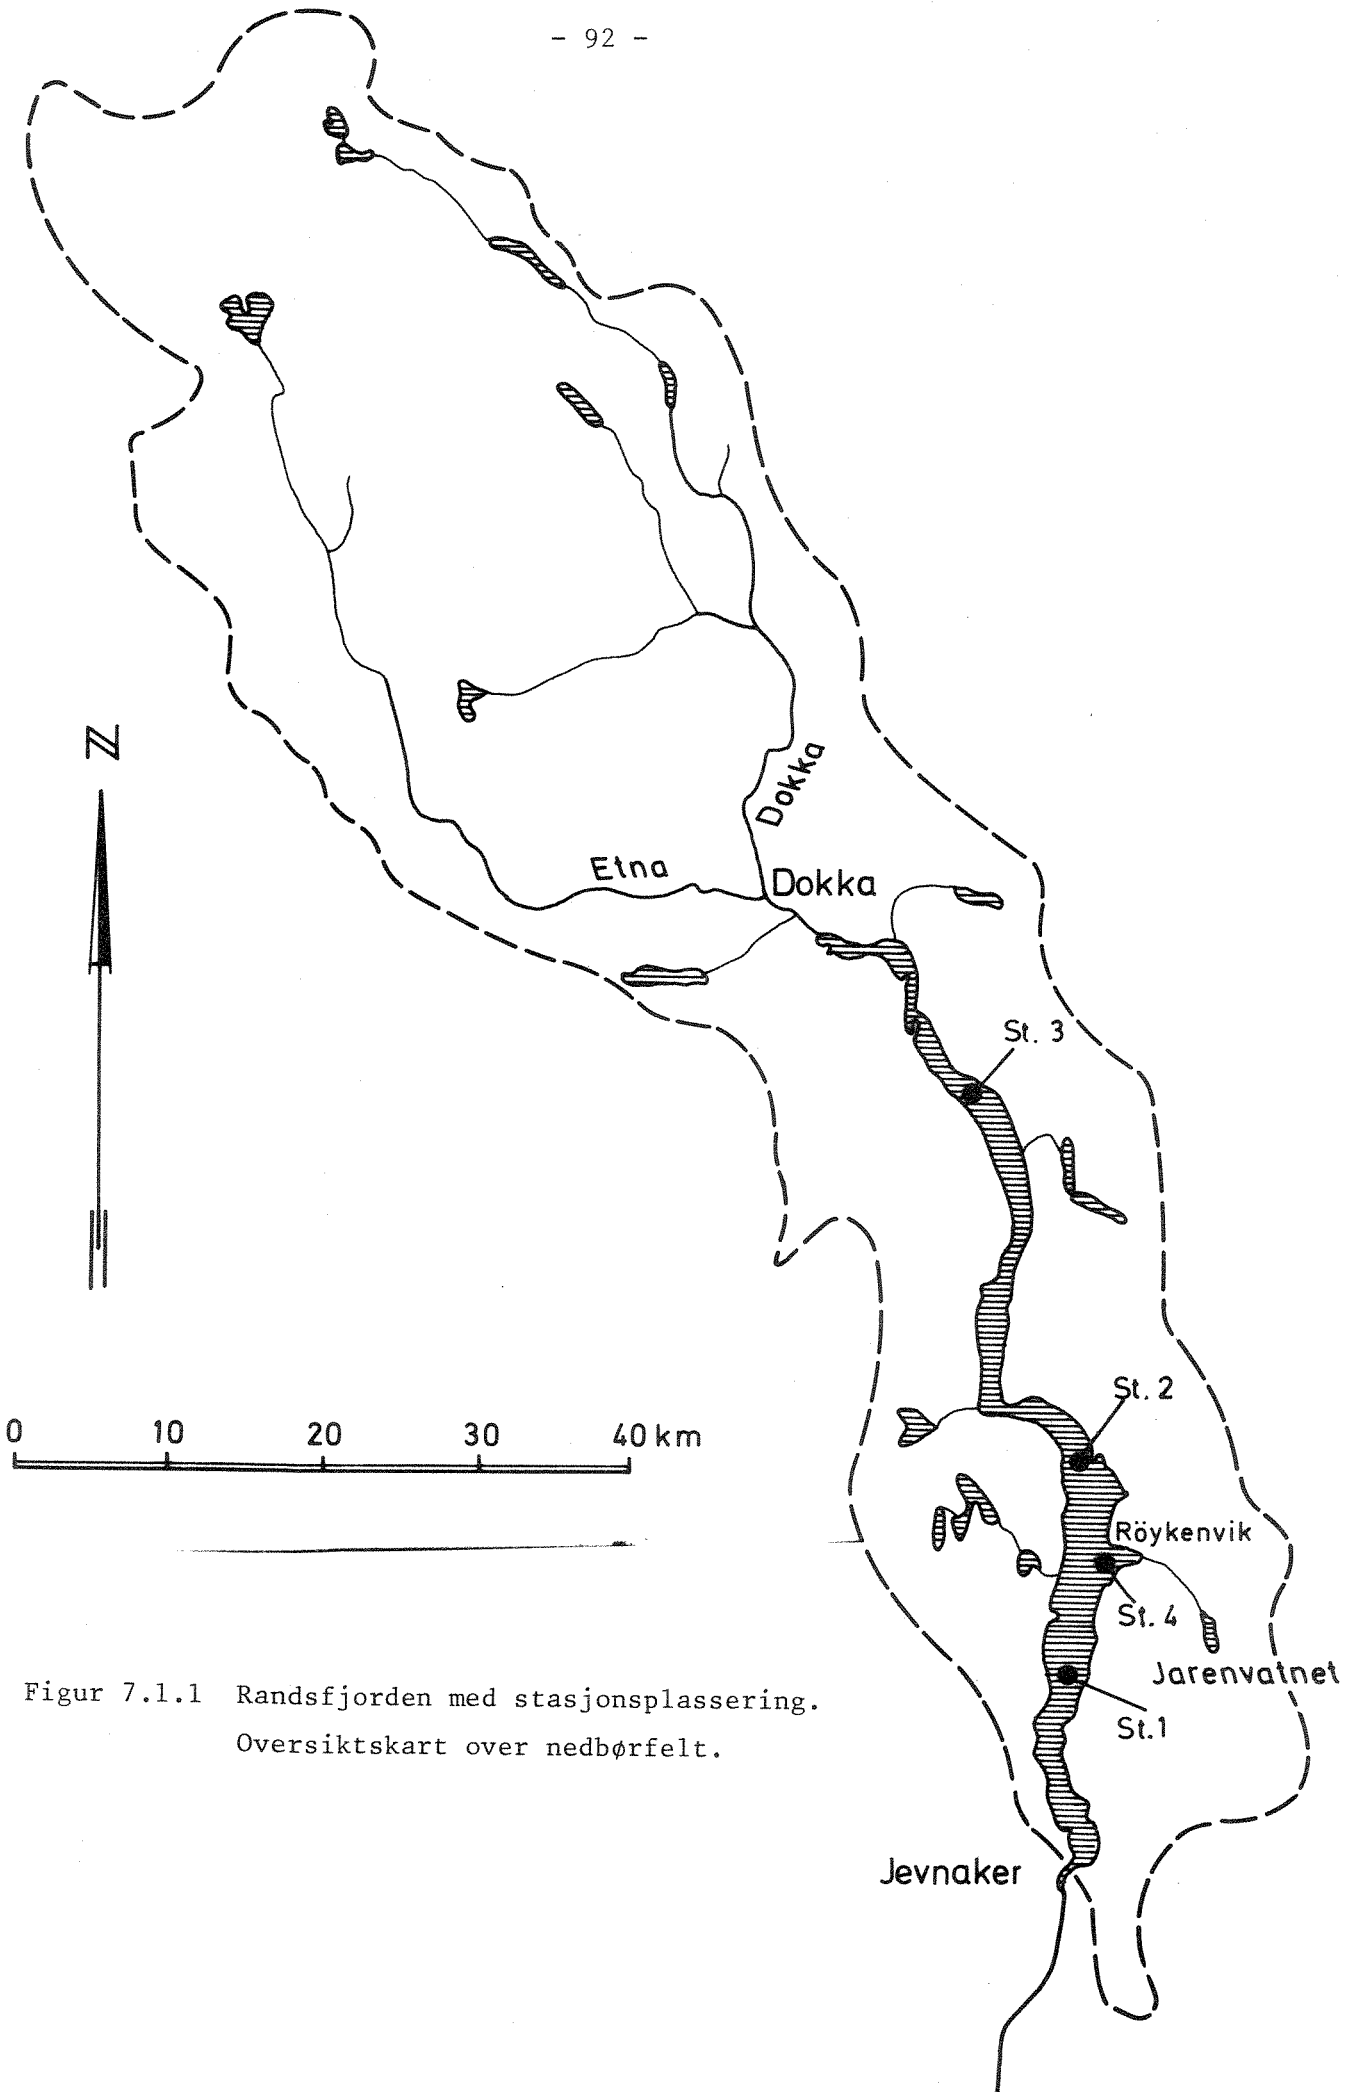 - 92 -
N
Dokka
Etna
Dokka
St. 3
St. 2
0 10 20 30 40 km
Röykenvik
St. 4
Jarenvatnet
St.1
Figur 7.1.1 Randsfjorden med stasjonsplassering.
Oversiktskart over nedbørfelt.
Jevnaker